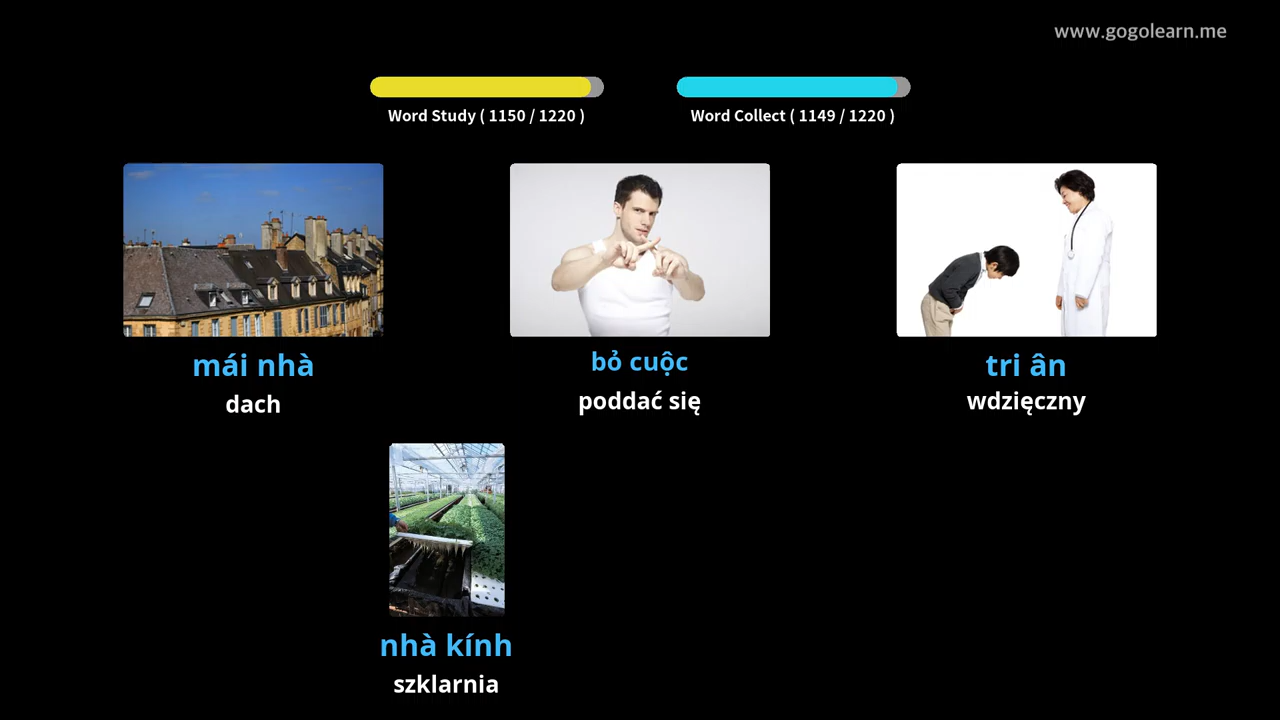 www.gogolearn.me
Word Study ( 1150 / 1220 )
Word Collect ( 1149 / 1220 )
mái nhà
dach
bỏ cuộc
poddać się
tri ân
wdzięczny
nhà kính
szklarnia